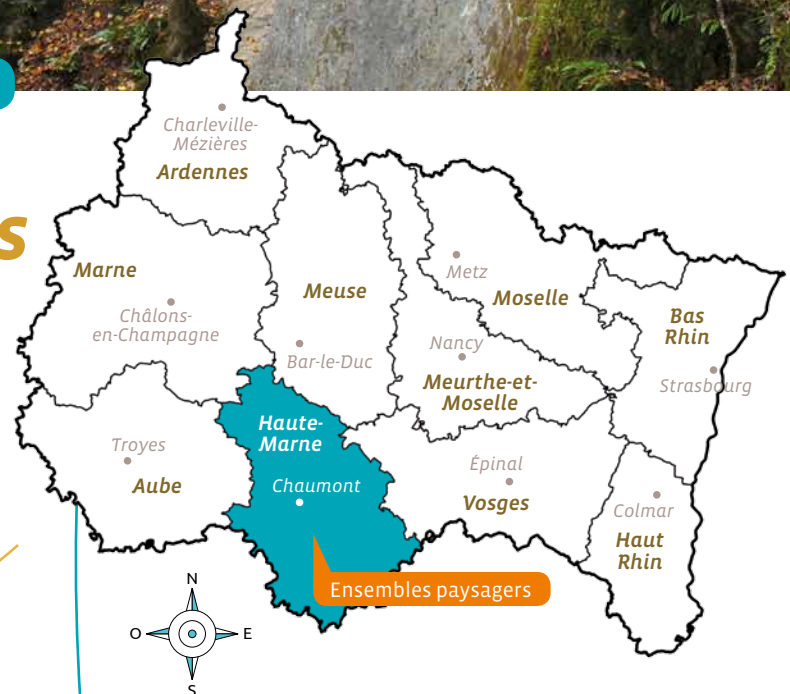 Charleville-
Mézières
Ardennes
s
Marne
Châlons-
en-Champagne
Meuse
Bar-le-Duc
Metz
Moselle
Nancy
Meurthe-et-
Moselle
Bas
Rhin
Strasbourg
Haute-
Marne
Chaumont
Troyes
Aube
Épinal
Vosges
Colmar
Haut
Rhin
Ensembles paysagers
N
O
E
S